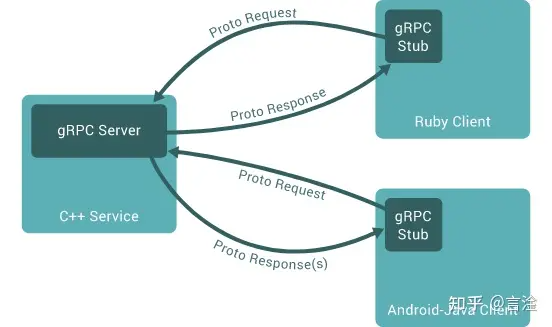 Proto Request
gRPC
Stub
Ruby Client
Proto Response
gRPC Server
C++ Service
Proto Request
gRPC
Stub
Proto Response(s)
Android-Java Client
知乎 @言淦